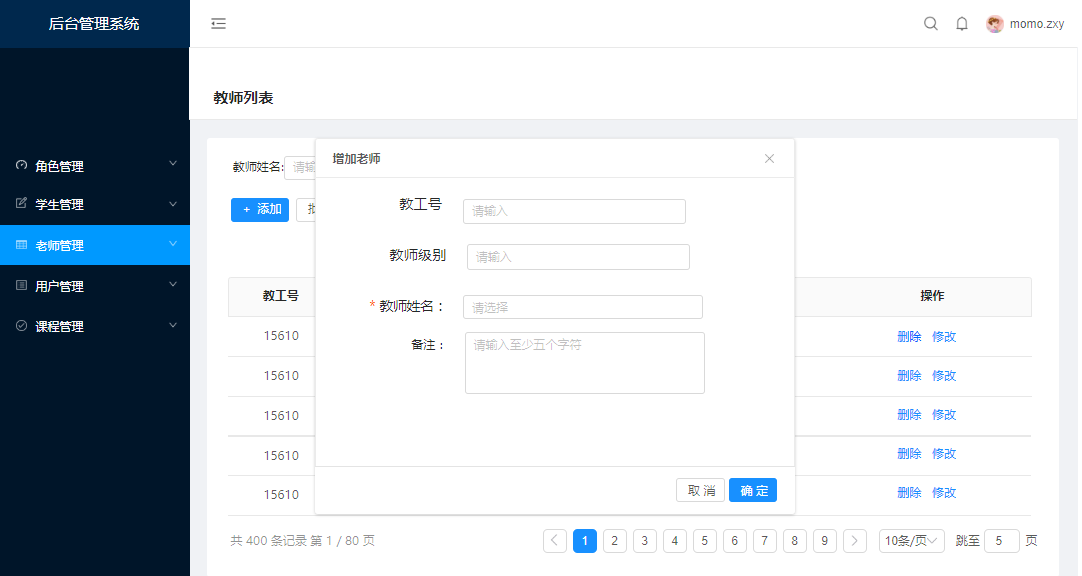 后台管理系统
momo.zxy
教师列表
角色管理
学生管理
老师管理
用户管理
课程管理
教师姓名:
+ 添加
增加老师
教工号 请输入
教师级别 请输入
* 教师姓名： 请选择
备注： 请输入至少五个字符
取 消 确 定
教工号 操作
15610 删除 修改
15610 删除 修改
15610 删除 修改
15610 删除 修改
15610 删除 修改
共 400 条记录 第 1 / 80 页 1 2 3 4 5 6 7 8 9 10条/页 跳至 5 页